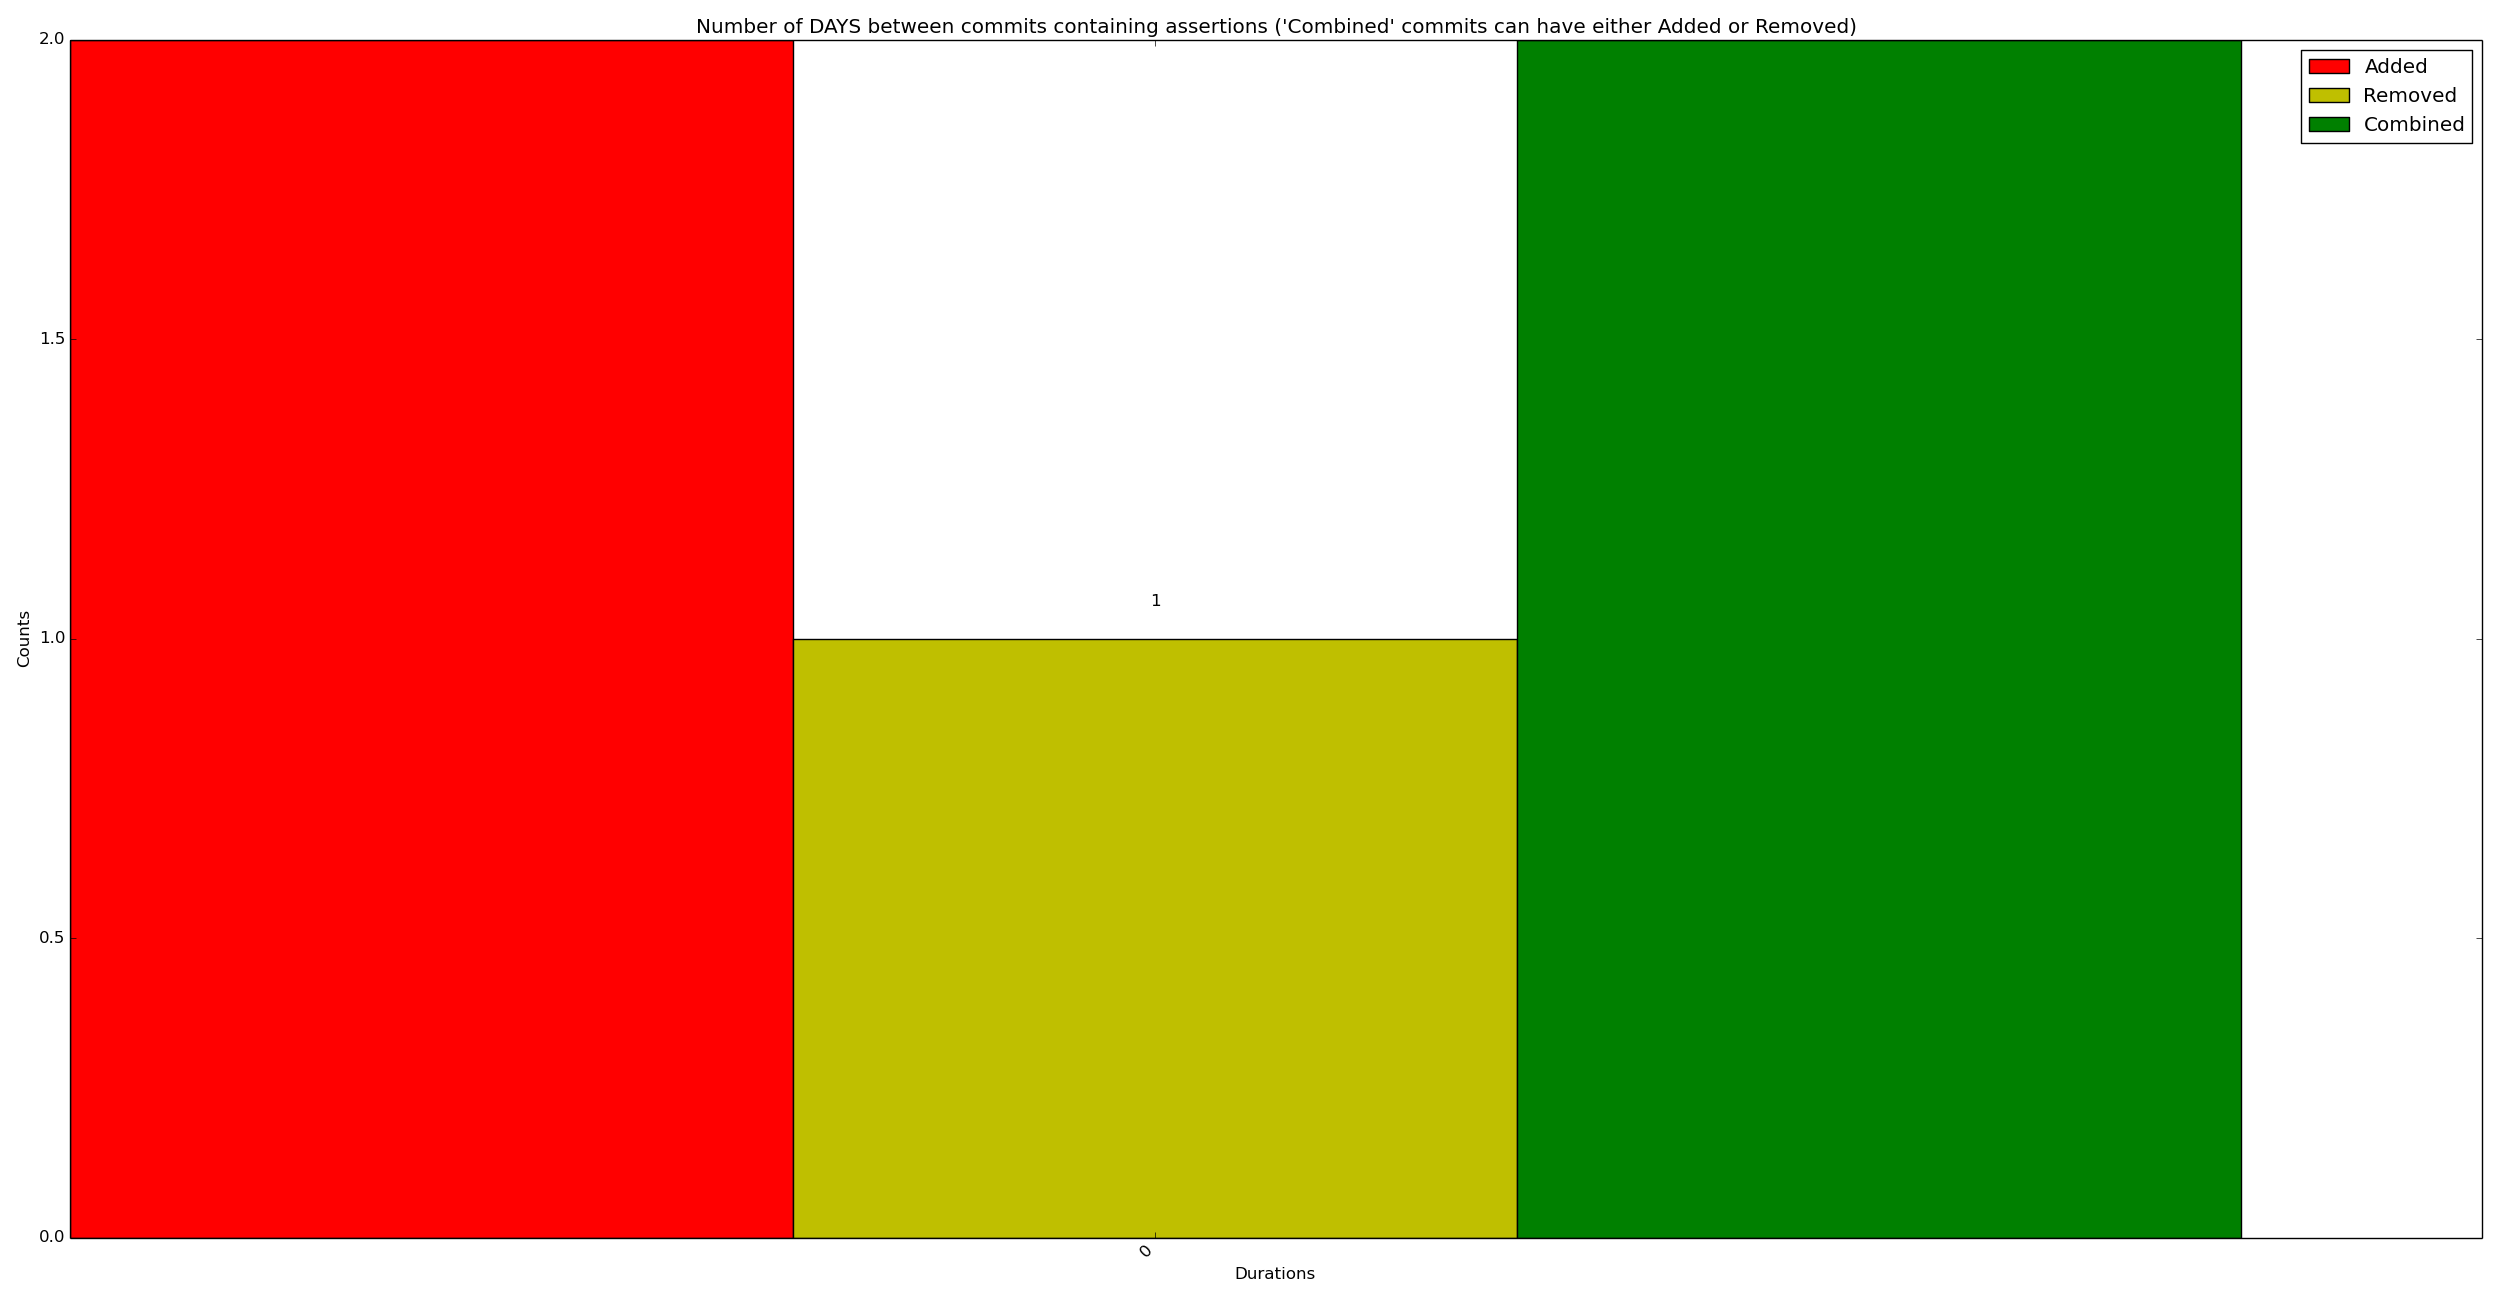 Number of DAYS between commits containing assertions ('Combined' commits can have either Added or Removed)
2.0
1.5
1.0
0.5
0.0
Counts
1
0
Durations
Added
Removed
Combined